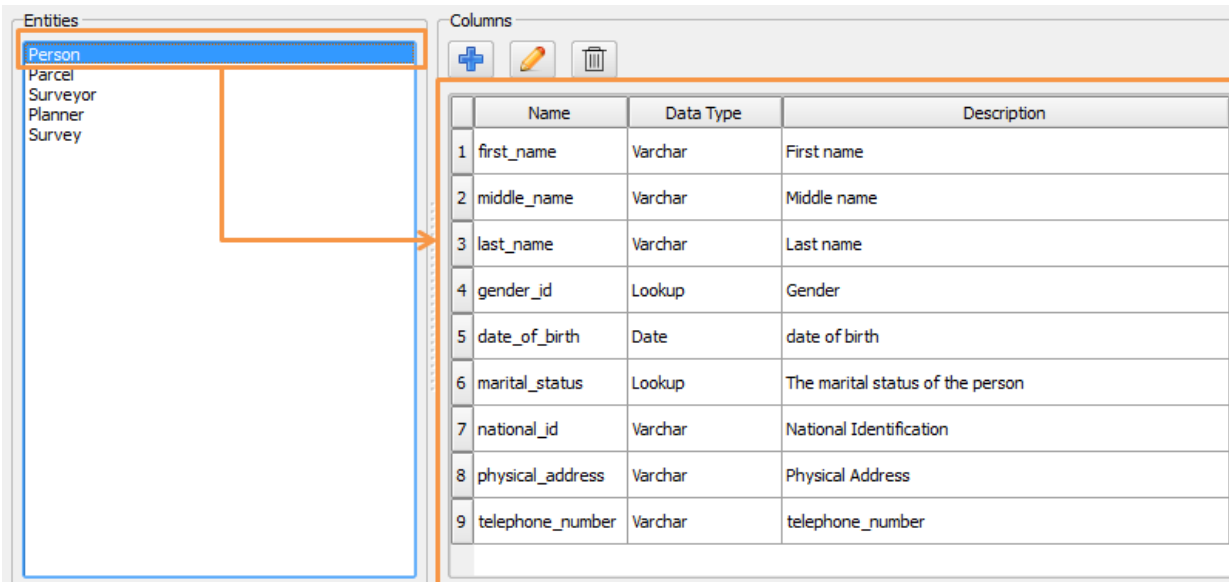 Entities
Person
Parcel
Surveyor
Planner
Survey
Columns
Name Data Type Description
1 first_name Varchar First name
2 middle_name Varchar Middle name
3 last_name Varchar Last name
4 gender_id Lookup Gender
5 date_of_birth Date date of birth
6 marital_status Lookup The marital status of the person
7 national_id Varchar National Identification
8 physical_address Varchar Physical Address
9 telephone_number Varchar telephone_number